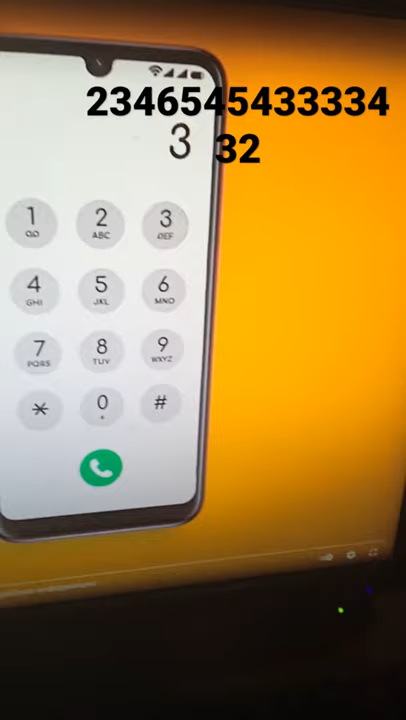 2346545433334
32
3
1 2 3
ABC DEF
4 5 6
GHI JKL MNO
7 8 9
PQRS TUV WXYZ
* 0 #
+